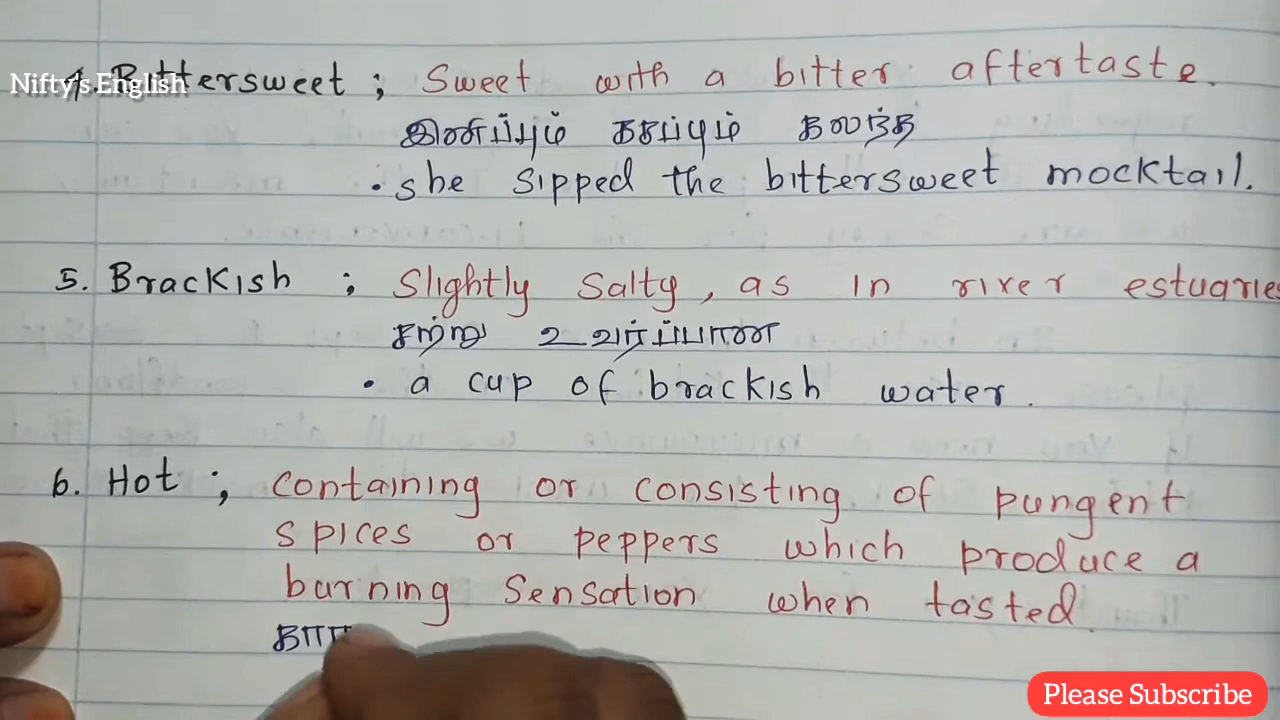 Nifty's English
4. Bittersweet ; Sweet with a bitter aftertaste.
இனிப்பும் கசப்பும் கலந்த
• she sipped the bittersweet mocktail.
5. Brackish ; Slightly Salty, as in river estuaries
சற்று உவர்ப்பான
• a cup of brackish water.
6. Hot ; containing or consisting of pungent
spices or peppers which produce a
burning Sensation when tasted.
Please Subscribe